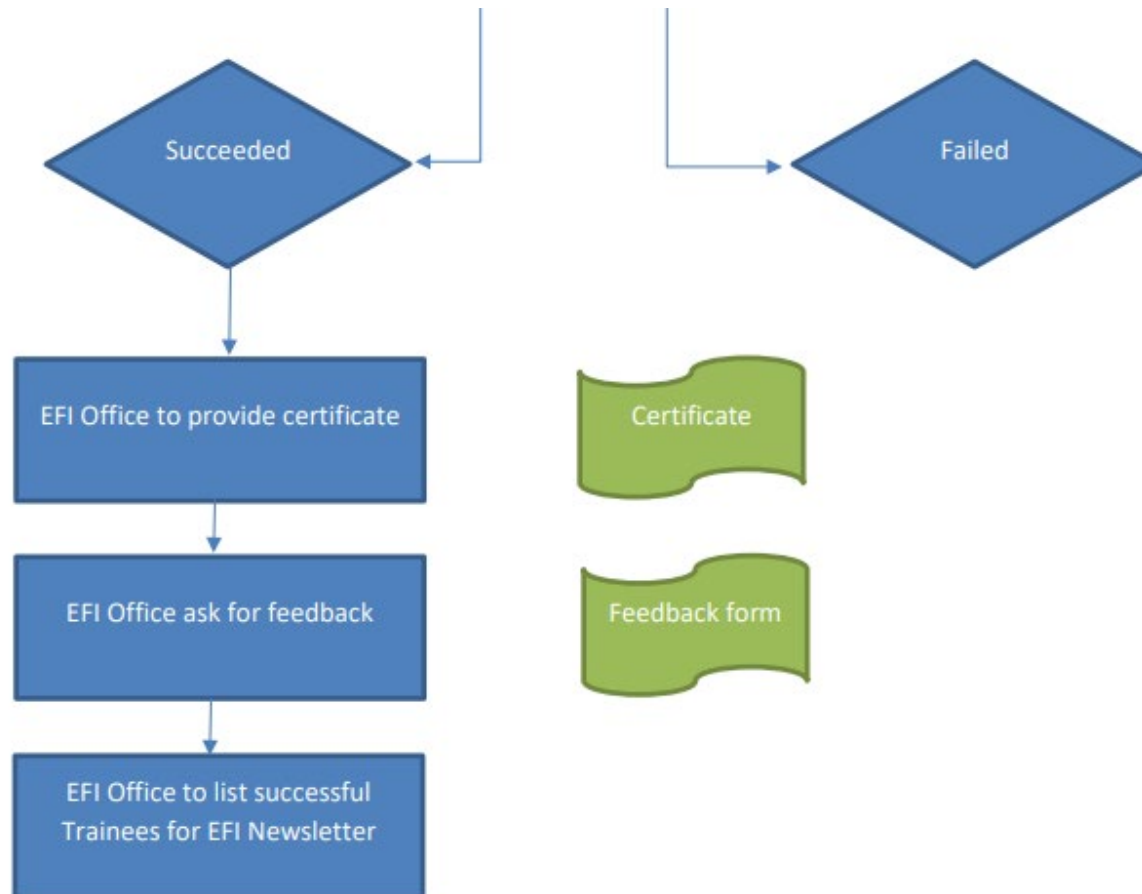 Succeeded
Failed
EFI Office to provide certificate
Certificate
EFI Office ask for feedback
Feedback form
EFI Office to list successful
Trainees for EFI Newsletter